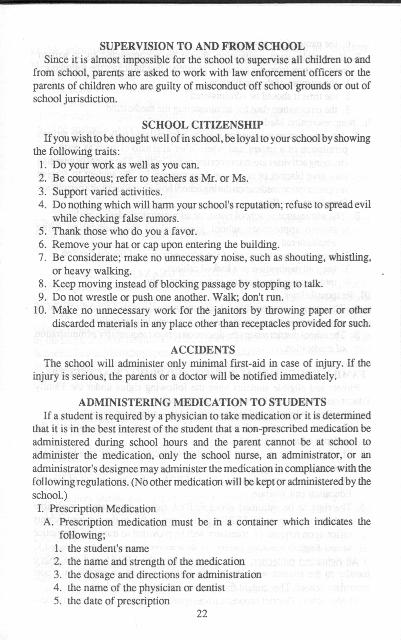 SUPERVISION TO AND FROM SCHOOL
Since it is almost impossible for the school to supervise all children to and
from school, parents are asked to work with law enforcement officers or the
parents of children who are guilty of misconduct off school grounds or out of
school jurisdiction.
SCHOOL CITIZENSHIP
If you wish to be thought well of in school, be loyal to your school by showing
the following traits:
1. Do your work as well as you can.
2. Be courteous; refer to teachers as Mr. or Ms.
3. Support varied activities.
4. Do nothing which will harm your school's reputation; refuse to spread evil
while checking false rumors.
5. Thank those who do you a favor.
6. Remove your hat or cap upon entering the building.
7. Be considerate; make no unnecessary noise, such as shouting, whistling,
or heavy walking.
8. Keep moving instead of blocking passage by stopping to talk.
9. Do not wrestle or push one another. Walk; don't run.
10. Make no unnecessary work for the janitors by throwing paper or other
discarded materials in any place other than receptacles provided for such.
ACCIDENTS
The school will administer only minimal first-aid in case of injury. If the
injury is serious, the parents or a doctor will be notified immediately.
ADMINISTERING MEDICATION TO STUDENTS
If a student is required by a physician to take medication or it is determined
that it is in the best interest of the student that a non-prescribed medication be
administered during school hours and the parent cannot be at school to
administer the medication, only the school nurse, an administrator, or an
administrator's designee may administer the medication in compliance with the
following regulations. (No other medication will be kept or administered by the
school.)
I. Prescription Medication
A. Prescription medication must be in a container which indicates the
following;
1. the student's name
2. the name and strength of the medication
3. the dosage and directions for administration
4. the name of the physician or dentist
5. the date of prescription
22